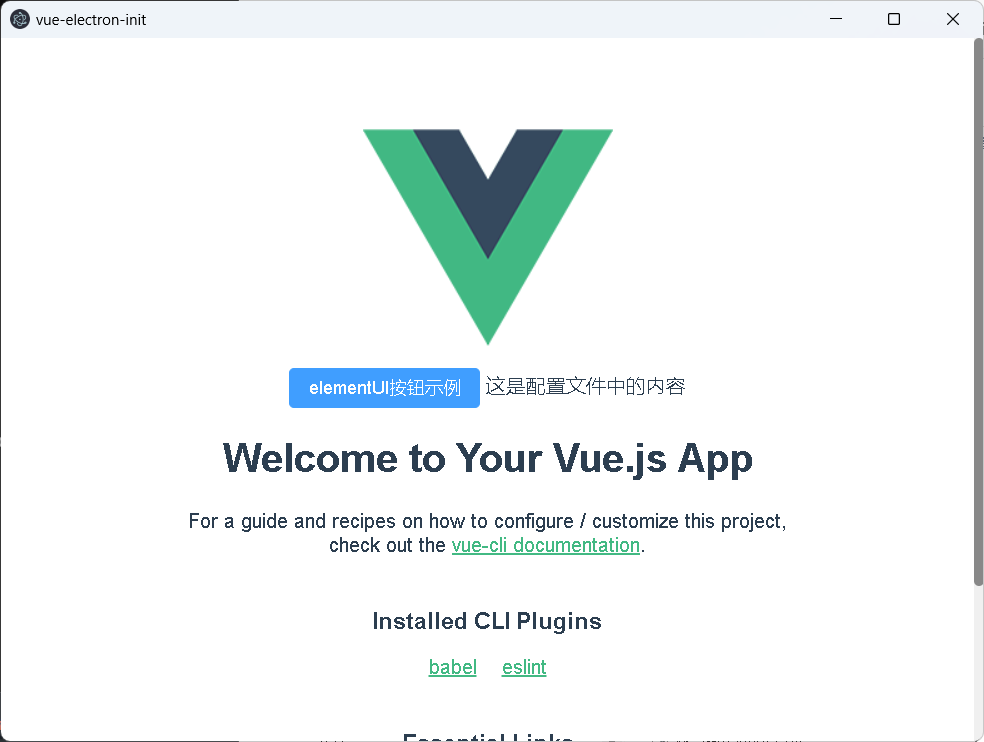 vue-electron-init
elementUI按钮示例 这是配置文件中的内容
Welcome to Your Vue.js App
For a guide and recipes on how to configure / customize this project,
check out the vue-cli documentation.
Installed CLI Plugins
babel eslint
Essential Links